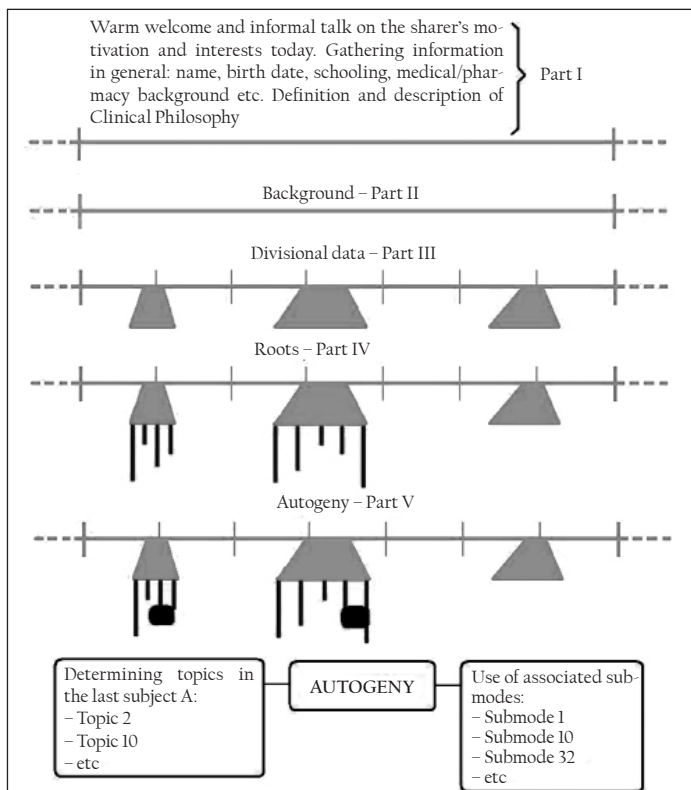 Warm welcome and informal talk on the sharer's mo-
tivation and interests today. Gathering information
in general: name, birth date, schooling, medical/phar-
macy background etc. Definition and description of
Clinical Philosophy
Part I
Background – Part II
Divisional data – Part III
Roots – Part IV
Autogeny – Part V
Determining topics in
the last subject A:
– Topic 2
– Topic 10
– etc
AUTOGENY
Use of associated sub-
modes:
– Submode 1
– Submode 10
– Submode 32
– etc